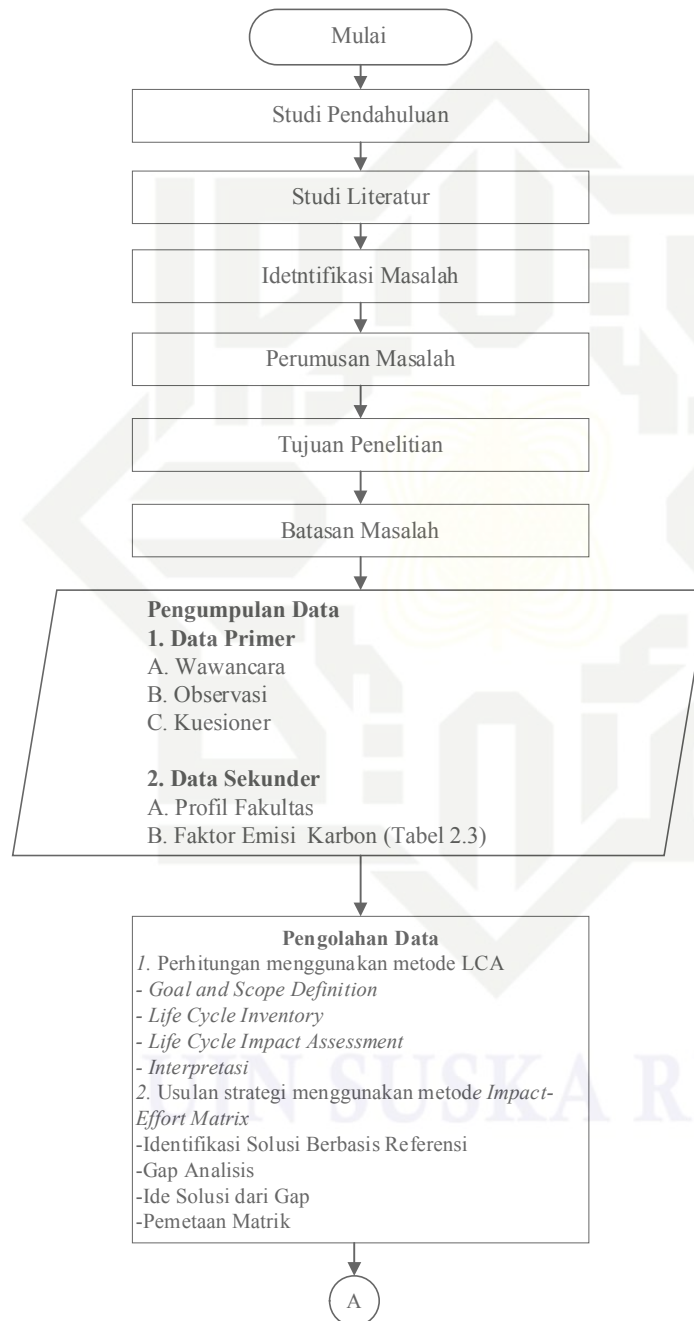 Mulai
Studi Pendahuluan
Studi Literatur
Idetntifikasi Masalah
Perumusan Masalah
Tujuan Penelitian
Batasan Masalah
Pengumpulan Data
1. Data Primer
A. Wawancara
B. Observasi
C. Kuesioner
2. Data Sekunder
A. Profil Fakultas
B. Faktor Emisi Karbon (Tabel 2.3)
Pengolahan Data
1. Perhitungan menggunakan metode LCA
- Goal and Scope Definition
- Life Cycle Inventory
- Life Cycle Impact Assessment
- Interpretasi
2. Usulan strategi menggunakan metode Impact-
Effort Matrix
-Identifikasi Solusi Berbasis Referensi
-Gap Analisis
-Ide Solusi dari Gap
-Pemetaan Matrik
UIN SUSKA R
A